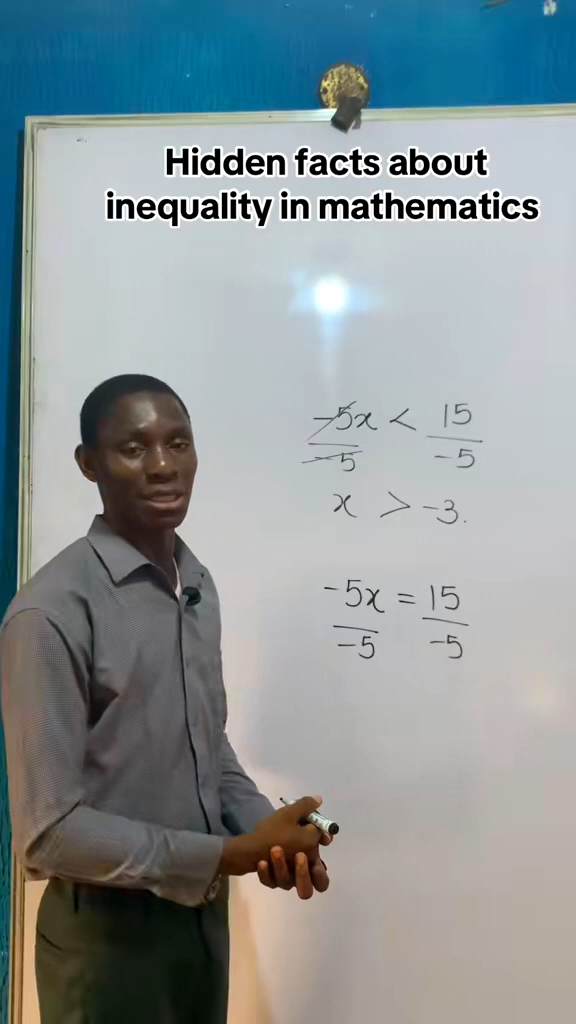 Hidden facts about
inequality in mathematics
-5x < 15
-5 -5
x > -3.
-5x = 15
-5 -5